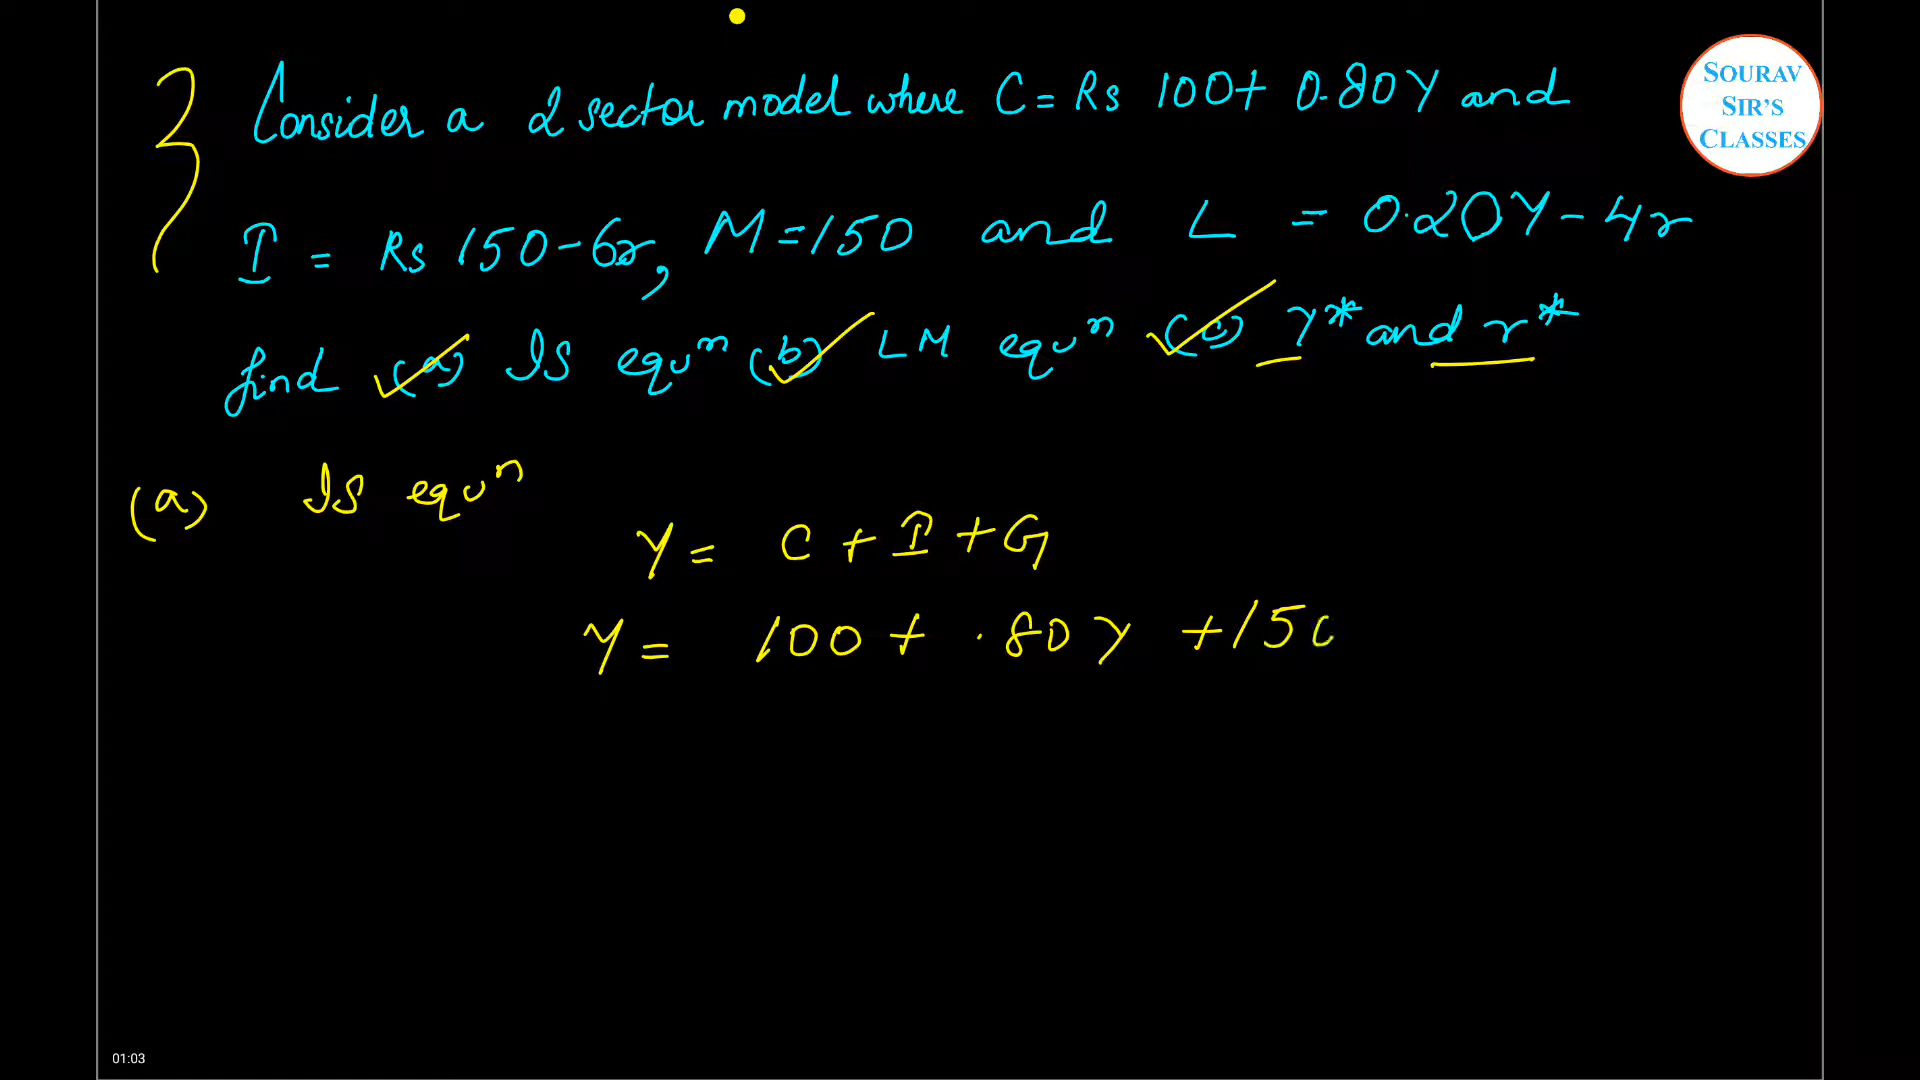 Consider a 2 sector model where C = Rs 100+ 0.80Y and
I = Rs 150-6r, M=150 and L = 0.20Y-4r
find (a) IS equⁿ (b) LM equⁿ (c) Y* and r*
(a) IS equⁿ
Y = C + I + G
Y = 100 + .80Y + 150
SOURAV
SIR'S
CLASSES
01:03